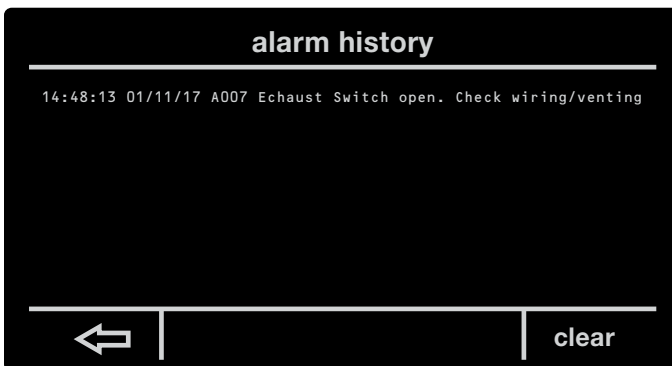 alarm history
14:48:13 01/11/17 A007 Echaust Switch open. Check wiring/venting
clear